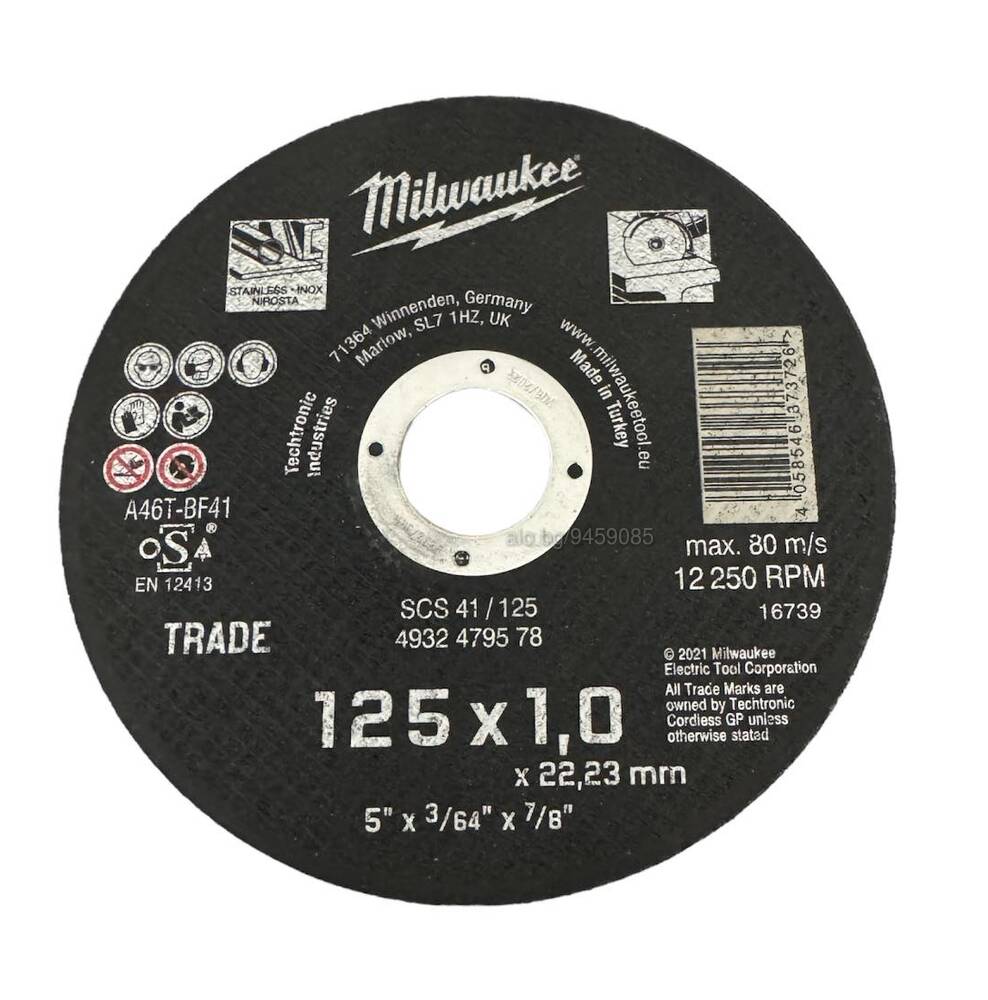 Milwaukee
STAINLESS - INOX
NIROSTA
71364 Winnenden, Germany
Marlow, SL7 1HZ, UK
www.milwaukeetool.eu
Made in Turkey
Techtronic
Industries
4 058546 373726 >
A46T-BF41
oSA®
EN 12413
TRADE
alo.bg/9459085
max. 80 m/s
12 250 RPM
16739
SCS 41 / 125
4932 4795 78
© 2021 Milwaukee
Electric Tool Corporation
All Trade Marks are
owned by Techtronic
Cordless GP unless
otherwise stated
125 x 1,0
x 22,23 mm
5" x 3/64" x 7/8"